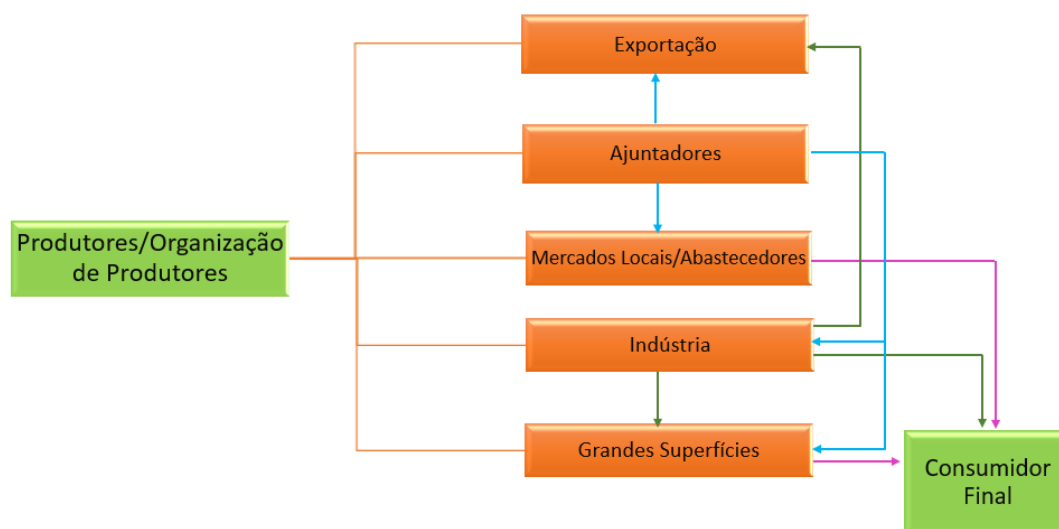 Exportação
Ajuntadores
Produtores/Organização
de Produtores
Mercados Locais/Abastecedores
Indústria
Grandes Superfícies
Consumidor
Final